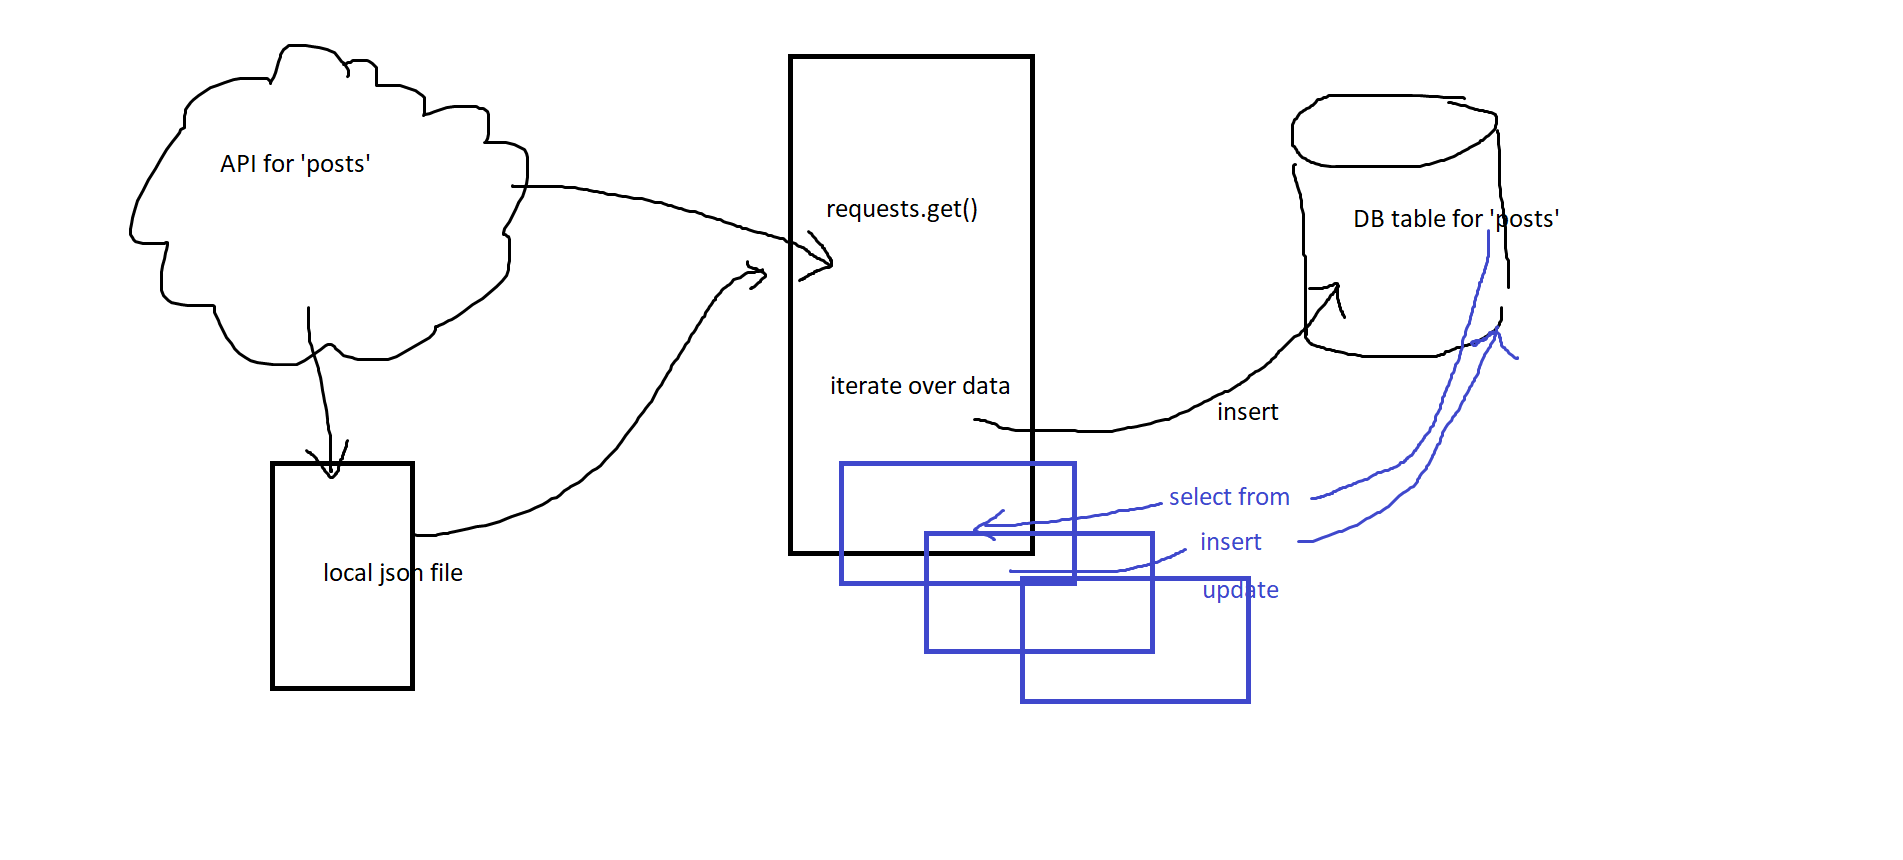 API for 'posts'
requests.get()
DB table for 'posts'
iterate over data
insert
select from
insert
local json file
update